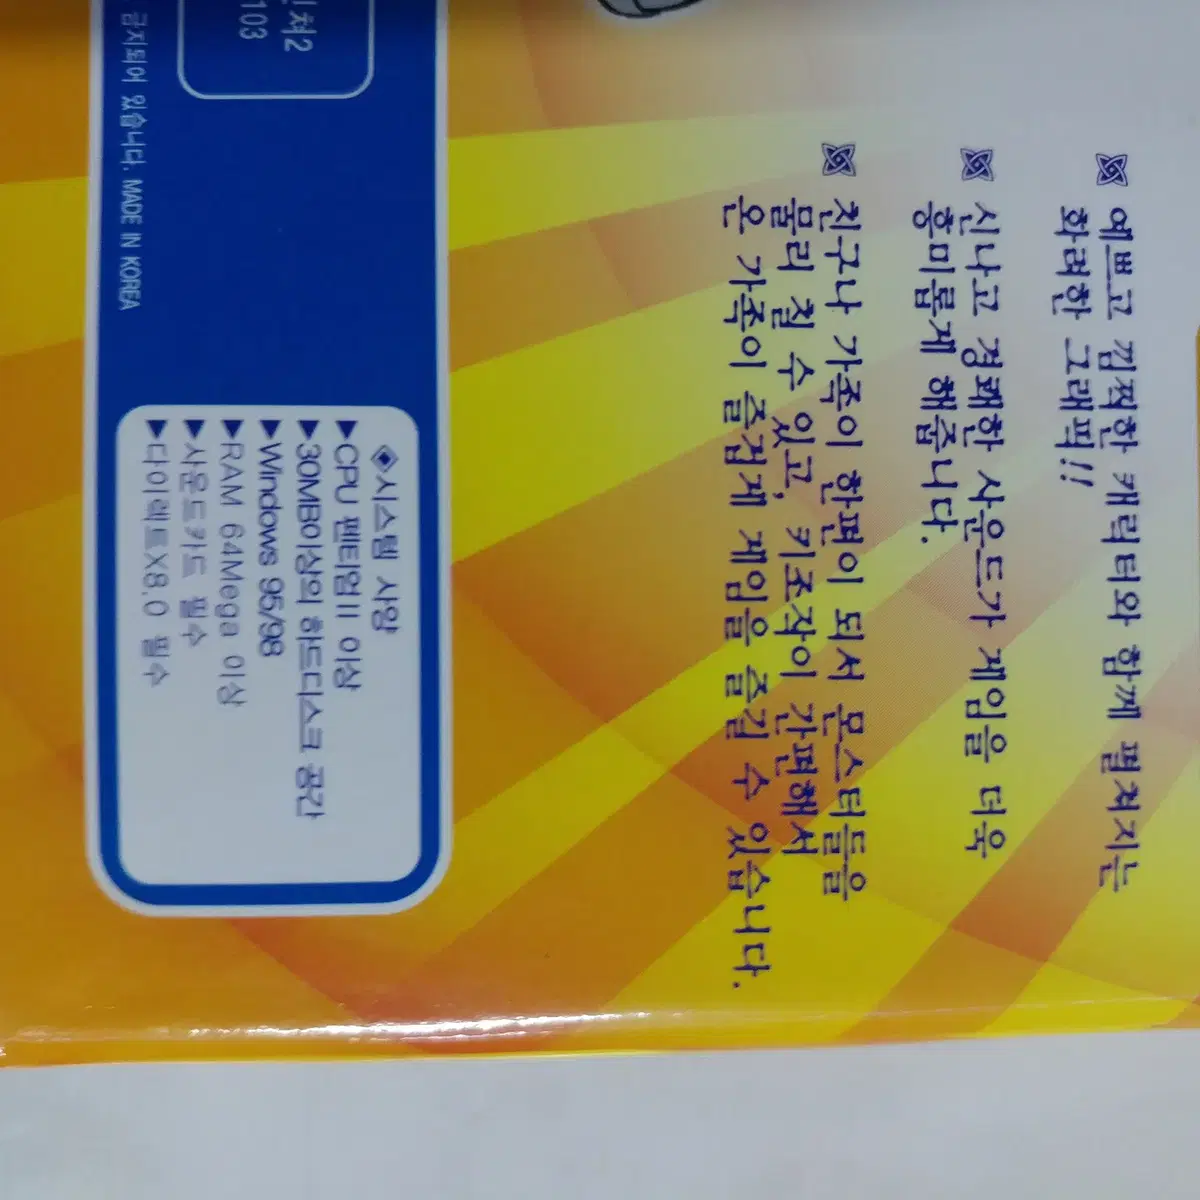 예쁘고 깜찍한 캐릭터와 함께 펼쳐지는
화려한 그래픽!!
신나고 경쾌한 사운드가 게임을 더욱
흥미롭게 해줍니다.
친구나 가족이 한편이 되서 몬스터들을
물리 칠 수 있고, 키조작이 간편해서
온 가족이 즐겁게 게임을 즐길 수 있습니다.
쳐2
103
금지되어 있습니다. MADE IN KOREA
◈시스템 사양
▶CPU 펜티엄II 이상
▶30MB이상의 하드디스크 공간
▶Windows 95/98
▶RAM 64Mega 이상
▶사운드카드 필수
▶다이렉트X8.0 필수